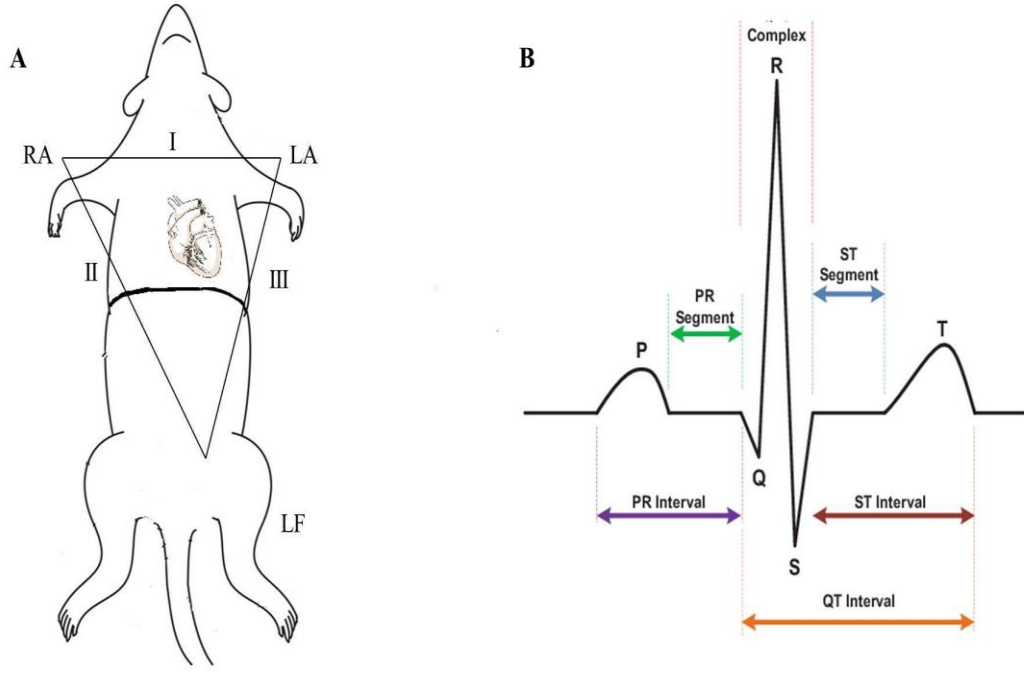 A
I
RA
LA
II
III
LF
B
Complex
R
ST
Segment
PR
Segment
P
T
Q
PR Interval
ST Interval
S
QT Interval